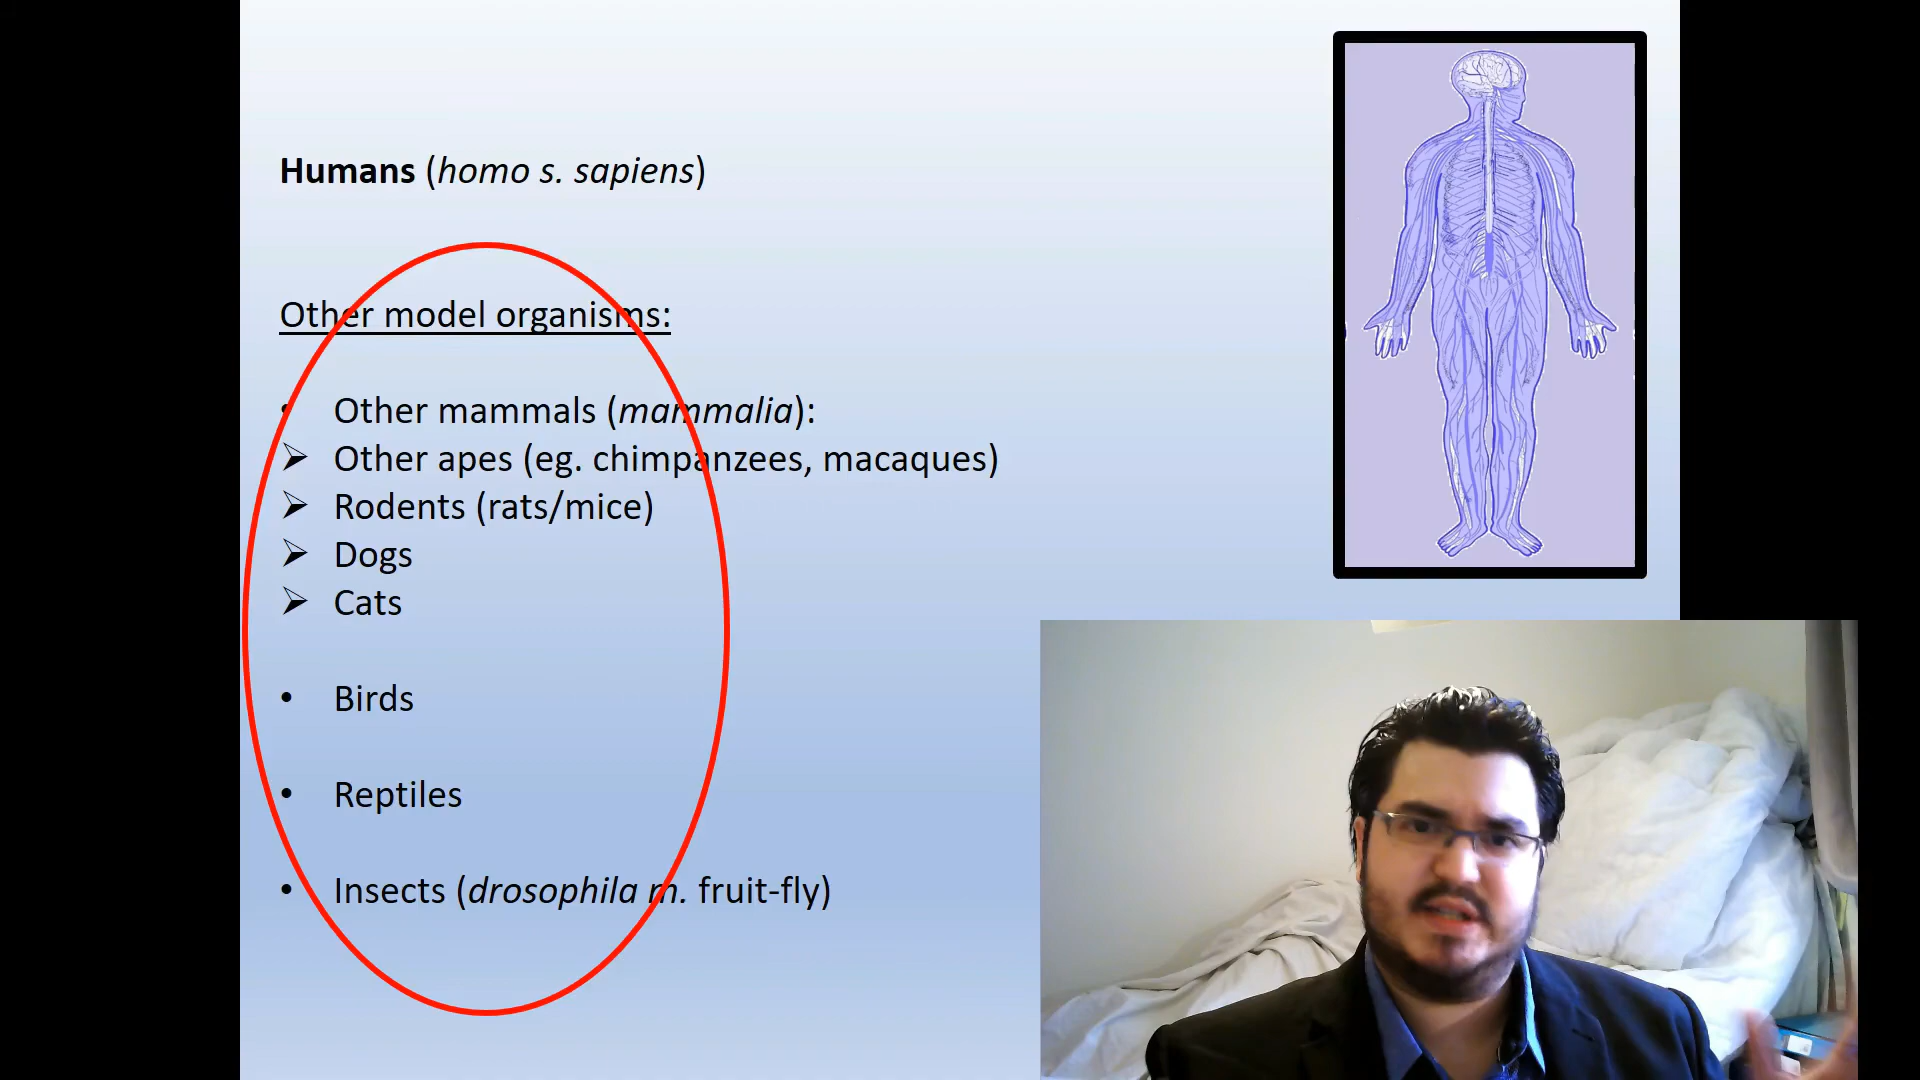 Humans (homo s. sapiens)
Other model organisms:
• Other mammals (mammalia):
➢ Other apes (eg. chimpanzees, macaques)
➢ Rodents (rats/mice)
➢ Dogs
➢ Cats
• Birds
• Reptiles
• Insects (drosophila m. fruit-fly)